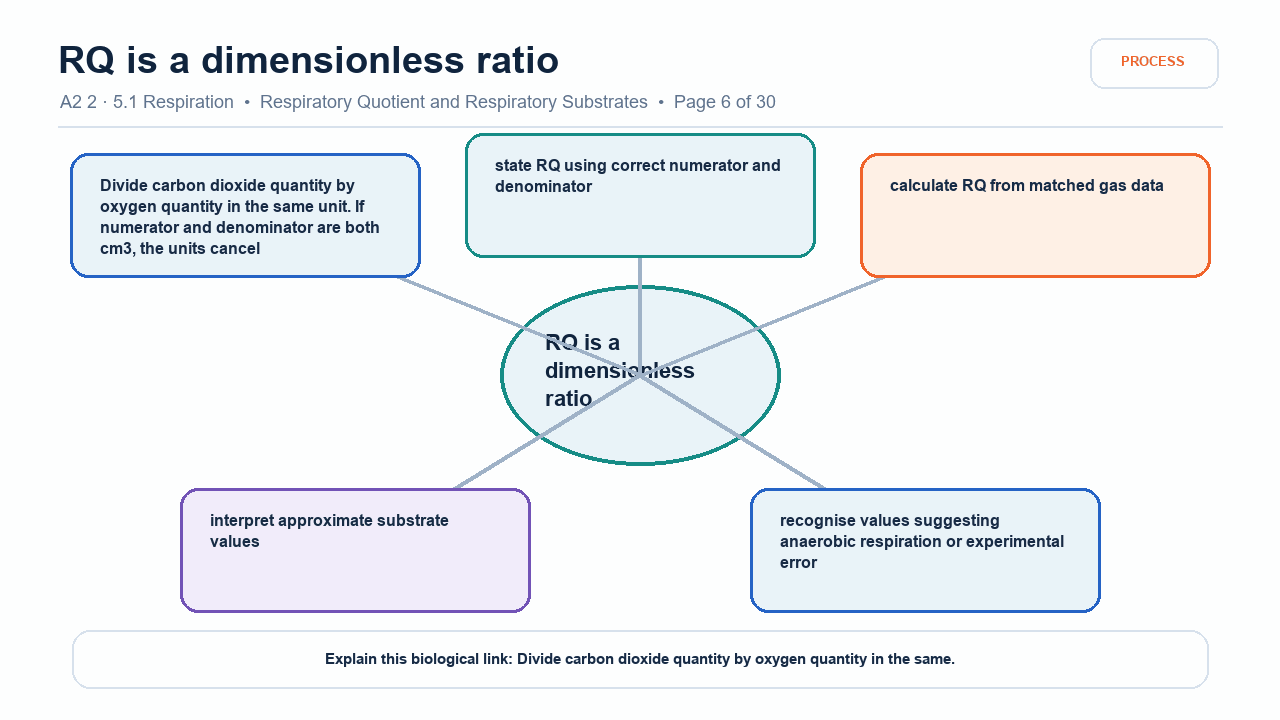 RQ is a dimensionless ratio
PROCESS
A2 2 · 5.1 Respiration • Respiratory Quotient and Respiratory Substrates • Page 6 of 30
Divide carbon dioxide quantity by
oxygen quantity in the same unit. If
numerator and denominator are both
cm3, the units cancel
state RQ using correct numerator and
denominator
calculate RQ from matched gas data
RQ is a
dimensionless
ratio
interpret approximate substrate
values
recognise values suggesting
anaerobic respiration or experimental
error
Explain this biological link: Divide carbon dioxide quantity by oxygen quantity in the same.